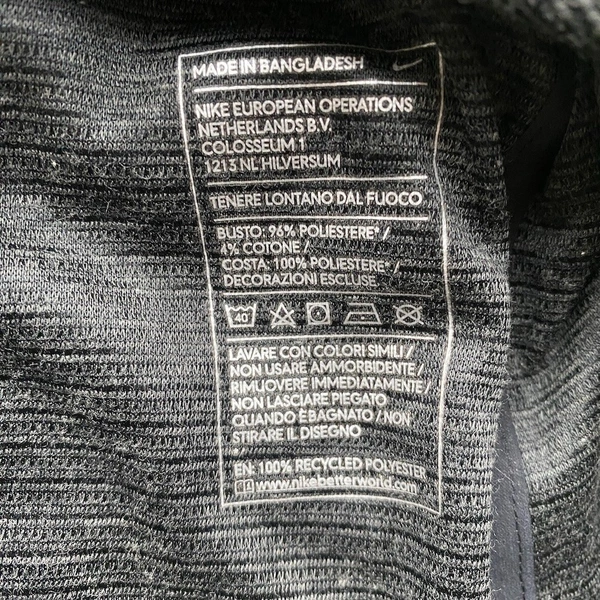 MADE IN BANGLADESH
NIKE EUROPEAN OPERATIONS
NETHERLANDS B.V.
COLOSSEUM 1
1213 NL HILVERSUM
TENERE LONTANO DAL FUOCO
BUSTO: 96% POLIESTERE* /
4% COTONE /
COSTA: 100% POLIESTERE* /
DECORAZIONI ESCLUSE
40
LAVARE CON COLORI SIMILI /
NON USARE AMMORBIDENTE /
RIMUOVERE IMMEDIATAMENTE /
NON LASCIARE PIEGATO
QUANDO È BAGNATO / NON
STIRARE IL DISEGNO
EN: 100% RECYCLED POLYESTER
www.nikebetterworld.com